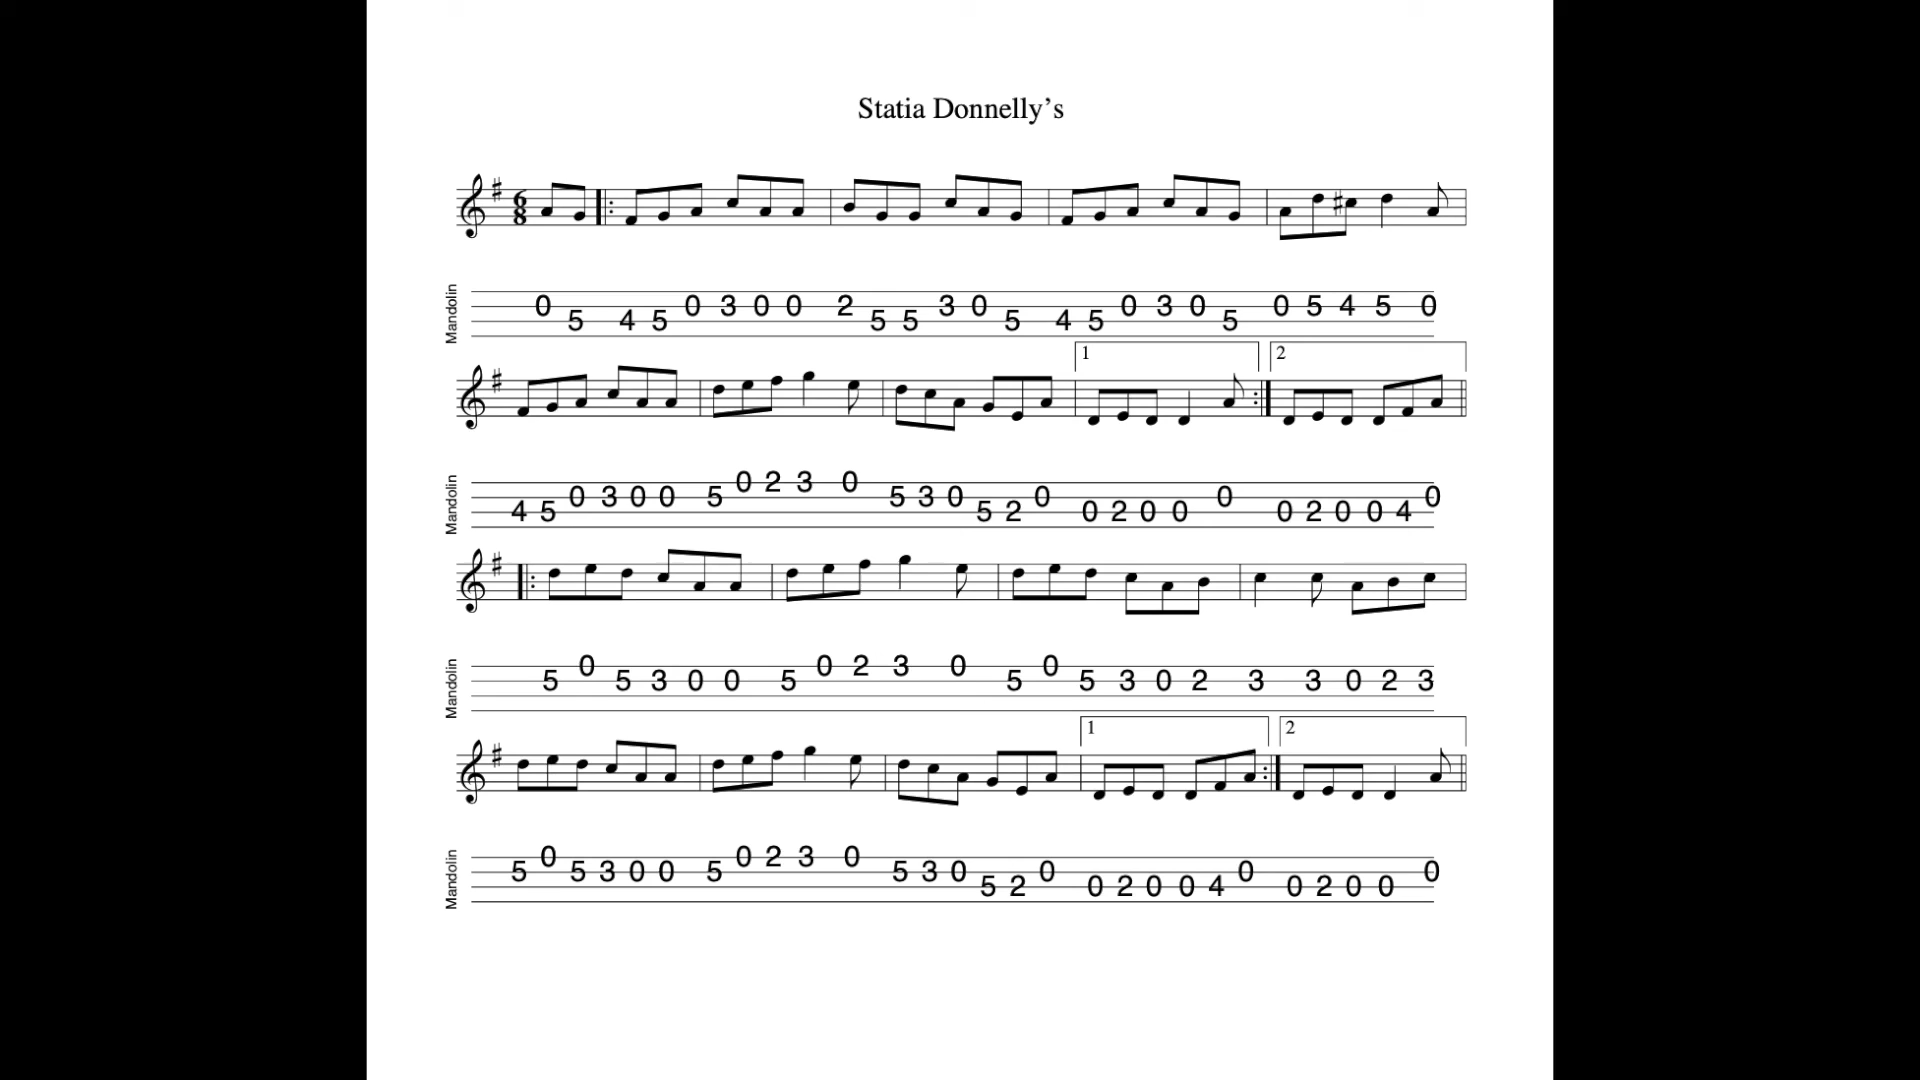 Statia Donnelly’s
6
8
Mandolin
0 5 4 5 0 3 0 0 2 5 5 3 0 5 4 5 0 3 0 5 0 5 4 5 0
1 2
Mandolin
4 5 0 3 0 0 5 0 2 3 0 5 3 0 5 2 0 0 2 0 0 0 0 2 0 0 4 0
Mandolin
5 0 5 3 0 0 5 0 2 3 0 5 0 5 3 0 2 3 3 0 2 3
1 2
Mandolin
5 0 5 3 0 0 5 0 2 3 0 5 3 0 5 2 0 0 2 0 0 4 0 0 2 0 0 0